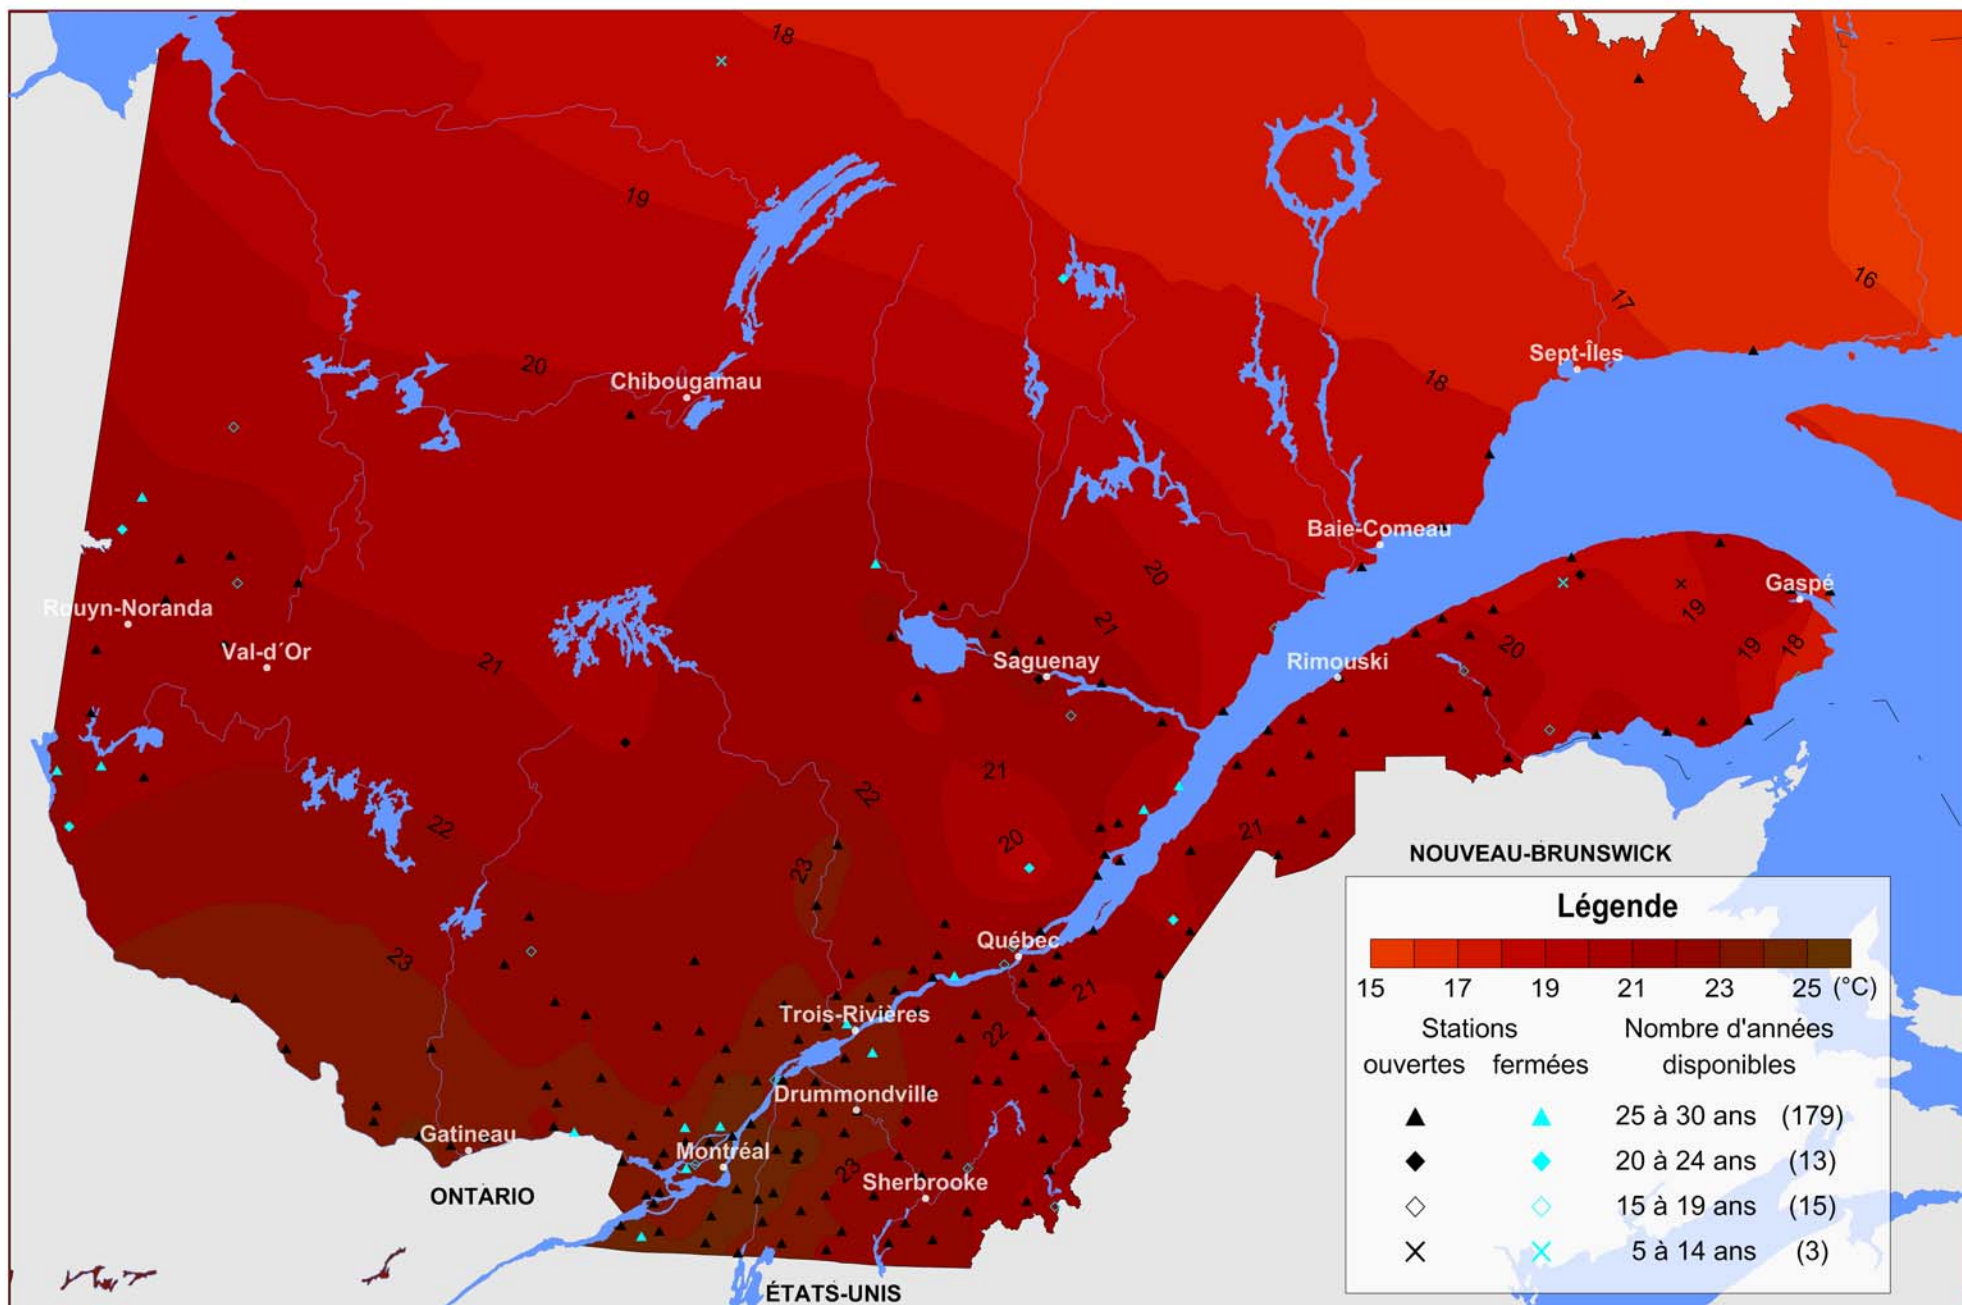 18
19
16
17
20
Chibougamau
Sept-Îles
18
Baie-Comeau
20
Rouyn-Noranda
Gaspé
19
Val-d´Or
21
21
Saguenay
Rimouski
20
19
18
21
22
22
20
21
23
NOUVEAU-BRUNSWICK
23
Québec
21
Trois-Rivières
22
Drummondville
Gatineau
Montréal
23
Sherbrooke
ONTARIO
ÉTATS-UNIS
Légende
15 17 19 21 23 25 (°C)
Stations Nombre d'années
ouvertes fermées disponibles
25 à 30 ans (179)
20 à 24 ans (13)
15 à 19 ans (15)
5 à 14 ans (3)